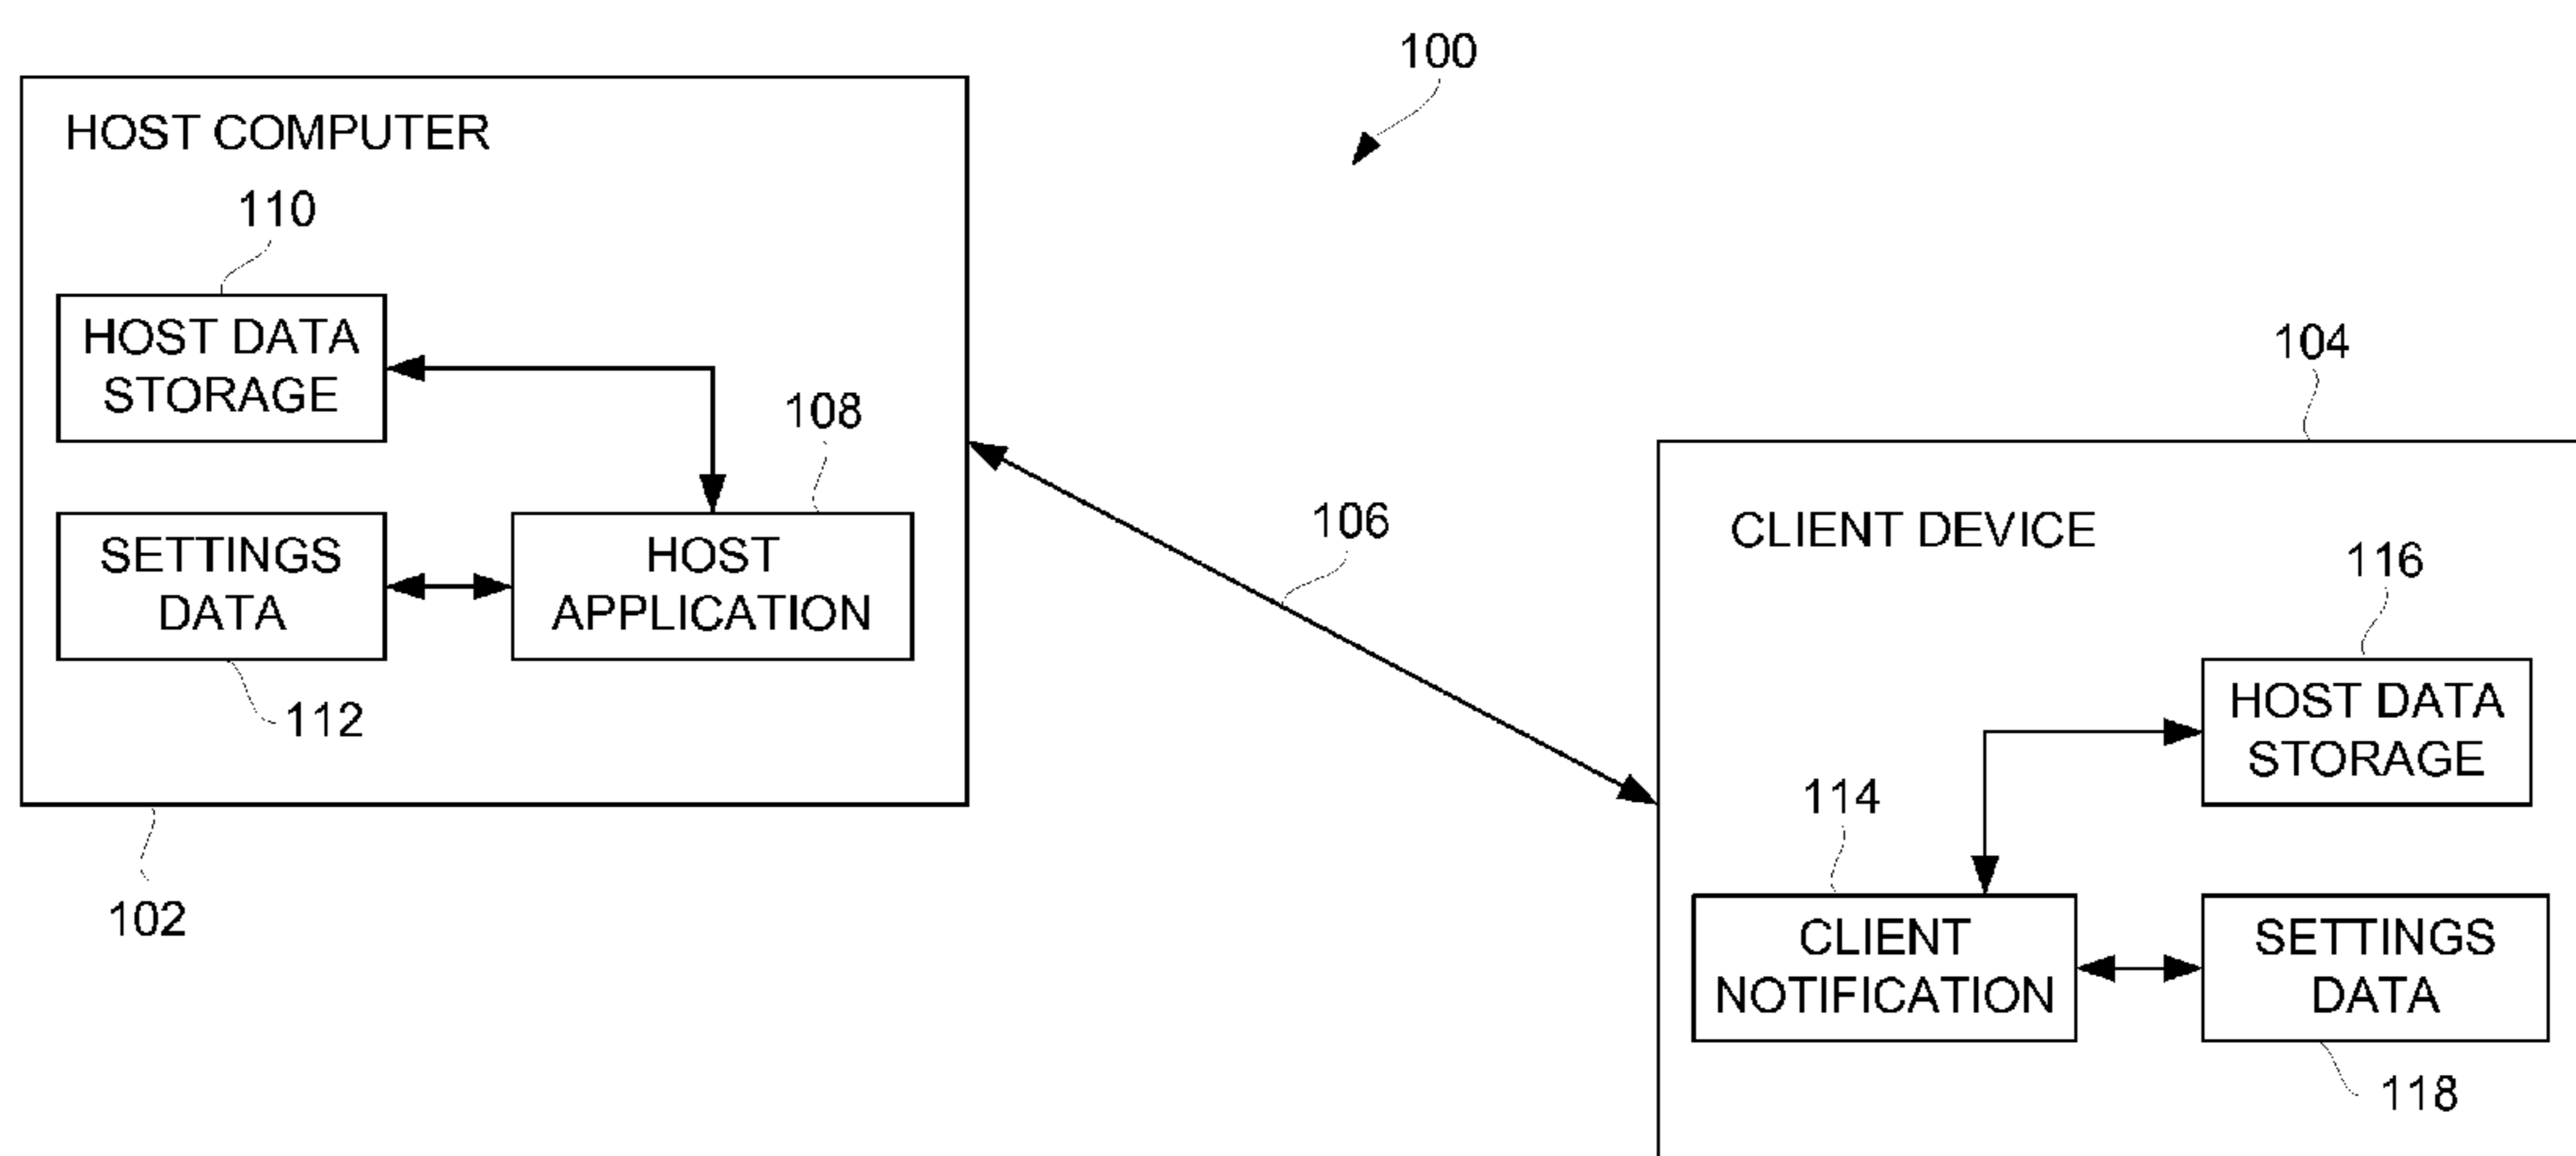 100
HOST COMPUTER
110
HOST DATA
STORAGE
108
SETTINGS
DATA
HOST
APPLICATION
112
102
106
104
CLIENT DEVICE
116
HOST DATA
STORAGE
114
CLIENT
NOTIFICATION
SETTINGS
DATA
118